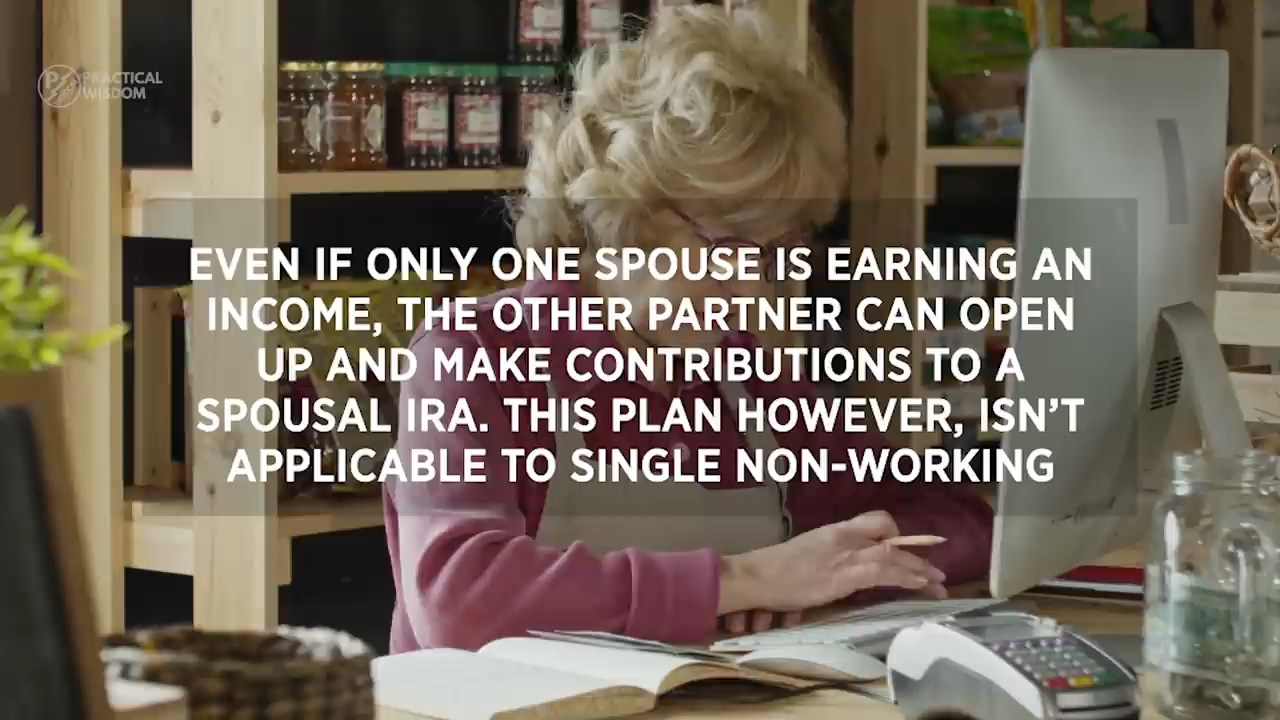 PRACTICAL
WISDOM
EVEN IF ONLY ONE SPOUSE IS EARNING AN
INCOME, THE OTHER PARTNER CAN OPEN
UP AND MAKE CONTRIBUTIONS TO A
SPOUSAL IRA. THIS PLAN HOWEVER, ISN'T
APPLICABLE TO SINGLE NON-WORKING